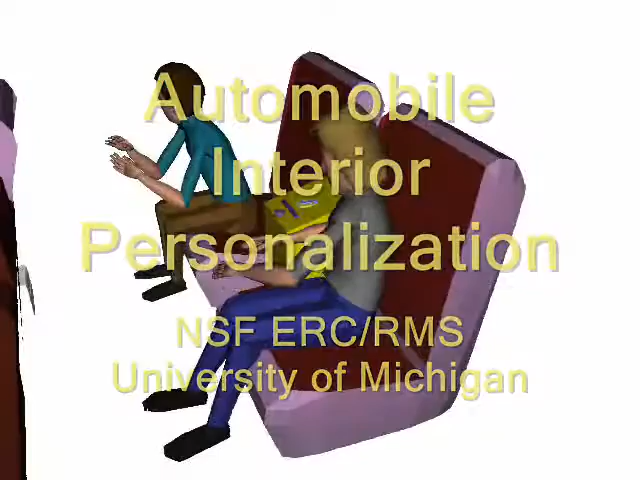 Automobile
Interior
Personalization
NSF ERC/RMS
University of Michigan